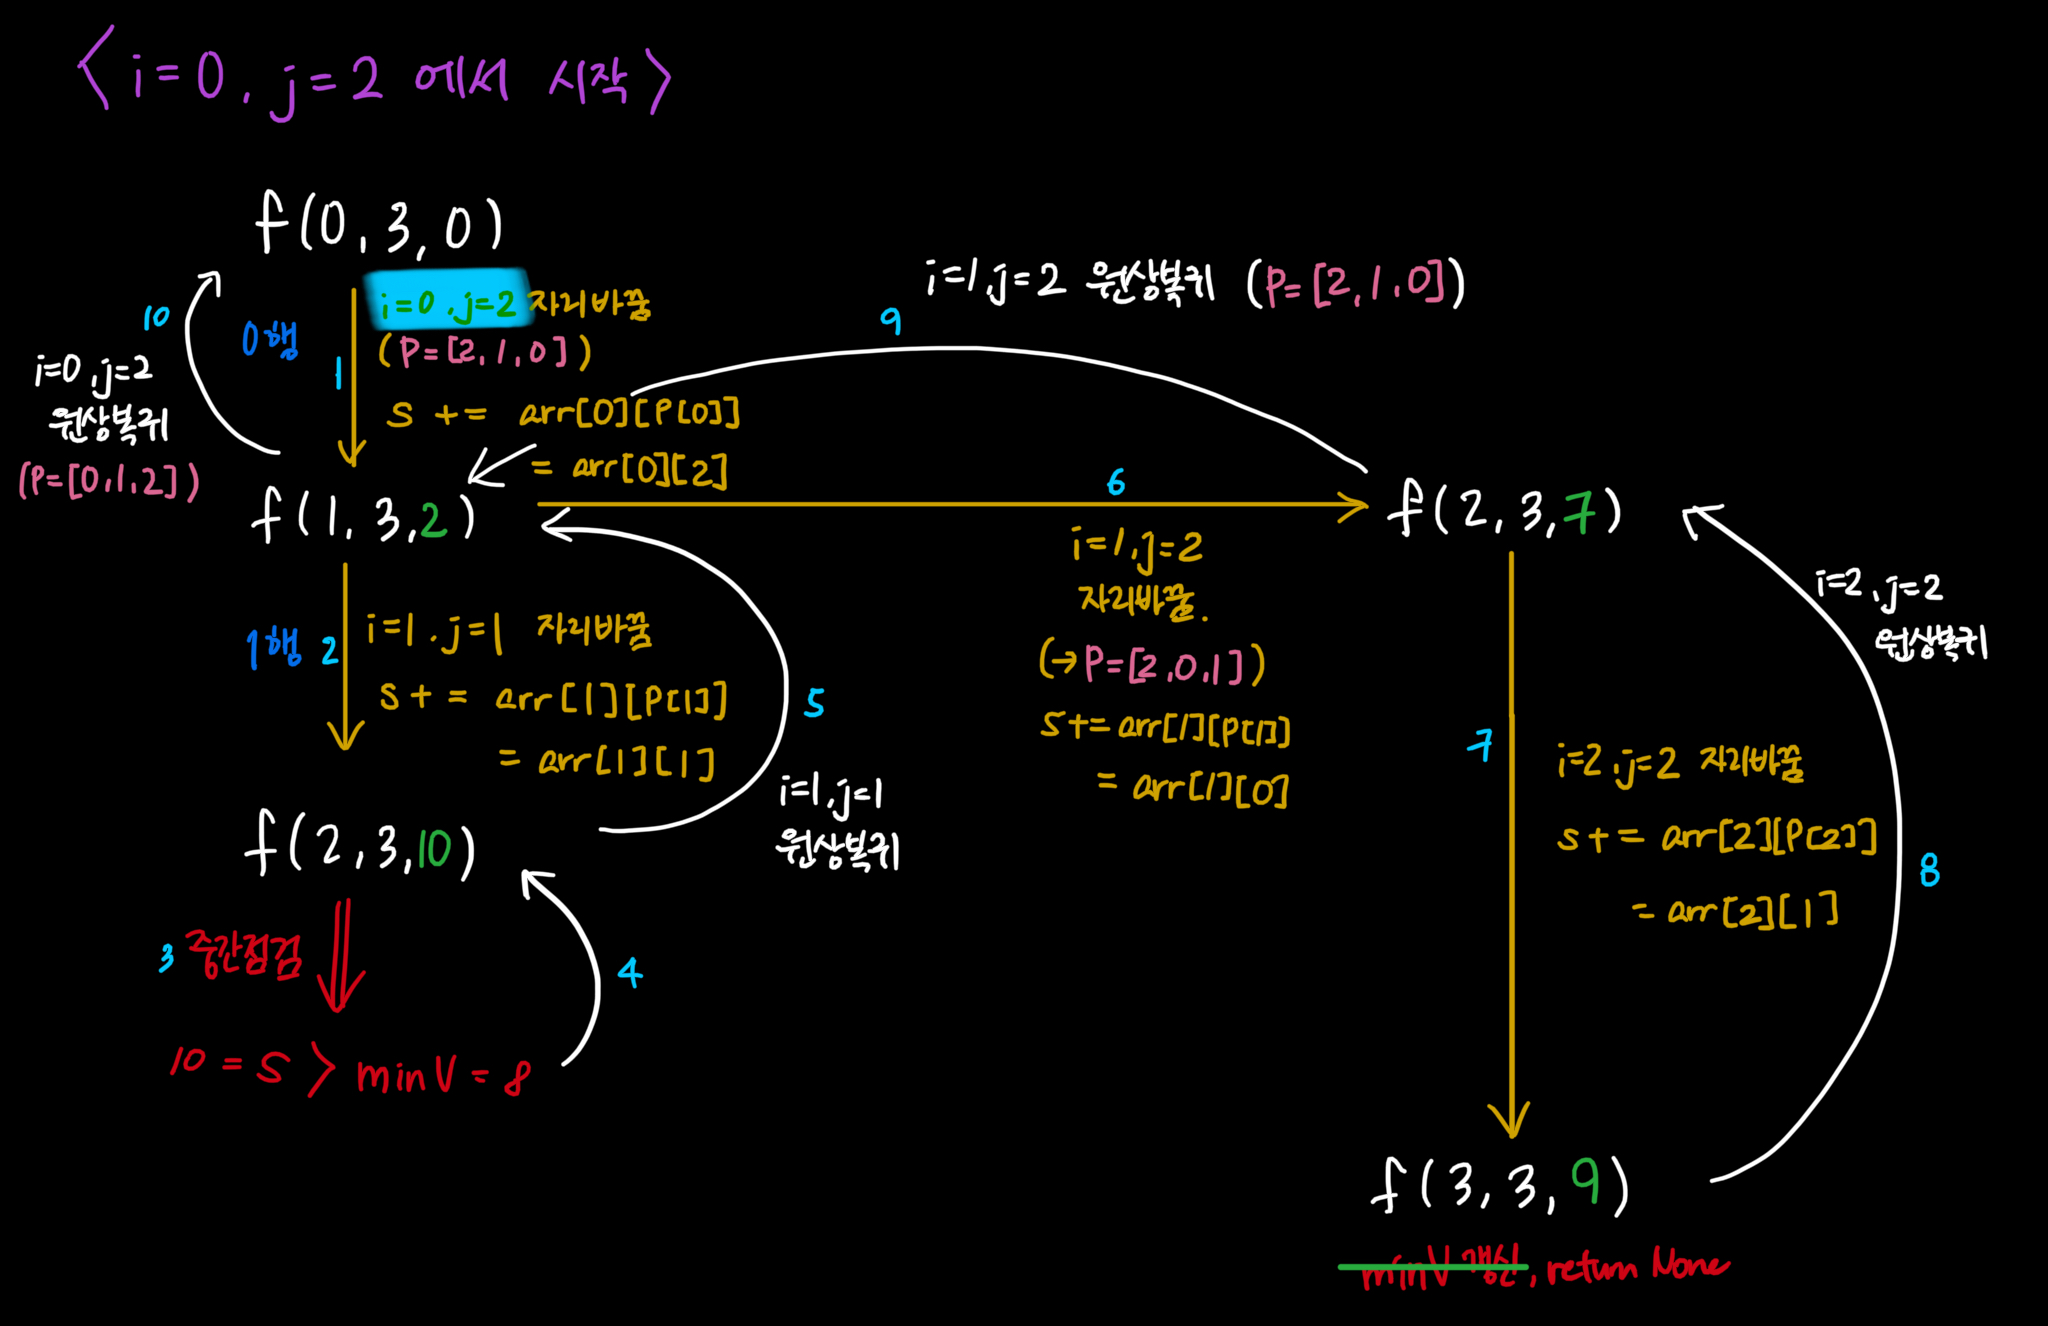 <i=0, j=2 에서 시작>
f(0, 3, 0)
10
i=0, j=2
원상복귀
(P=[0,1,2])
0행
1
i=0, j=2 자리바꿈
(P=[2,1,0])
s += arr[0][P[0]]
= arr[0][2]
f(1, 3, 2)
1행
2
i=1, j=1 자리바꿈
s += arr[1][P[1]]
= arr[1][1]
f(2, 3, 10)
3 중간점검
10 = s > minV = 8
4
5
i=1, j=1
원상복귀
9
i=1, j=2 원상복귀 (P=[2,1,0])
6
i=1, j=2
자리바꿈.
(→P=[2,0,1])
s+=arr[1][P[1]]
= arr[1][0]
f(2, 3, 7)
7
i=2, j=2 자리바꿈
s += arr[2][P[2]]
= arr[2][1]
8
i=2, j=2
원상복귀
f(3, 3, 9)
minV 갱신, return None